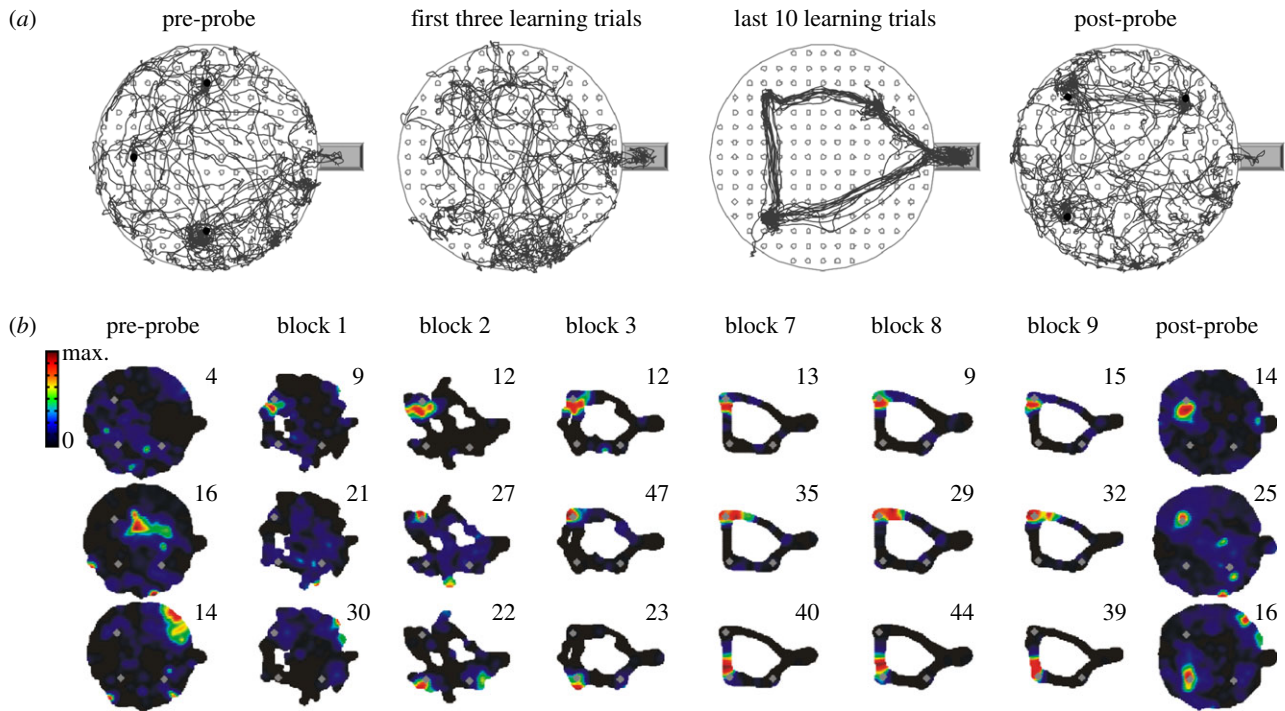 (a) pre-probe first three learning trials last 10 learning trials post-probe
(b) pre-probe block 1 block 2 block 3 block 7 block 8 block 9 post-probe
max.
4 9 12 12 13 9 15 14
0
16 21 27 47 35 29 32 25
14 30 22 23 40 44 39 16